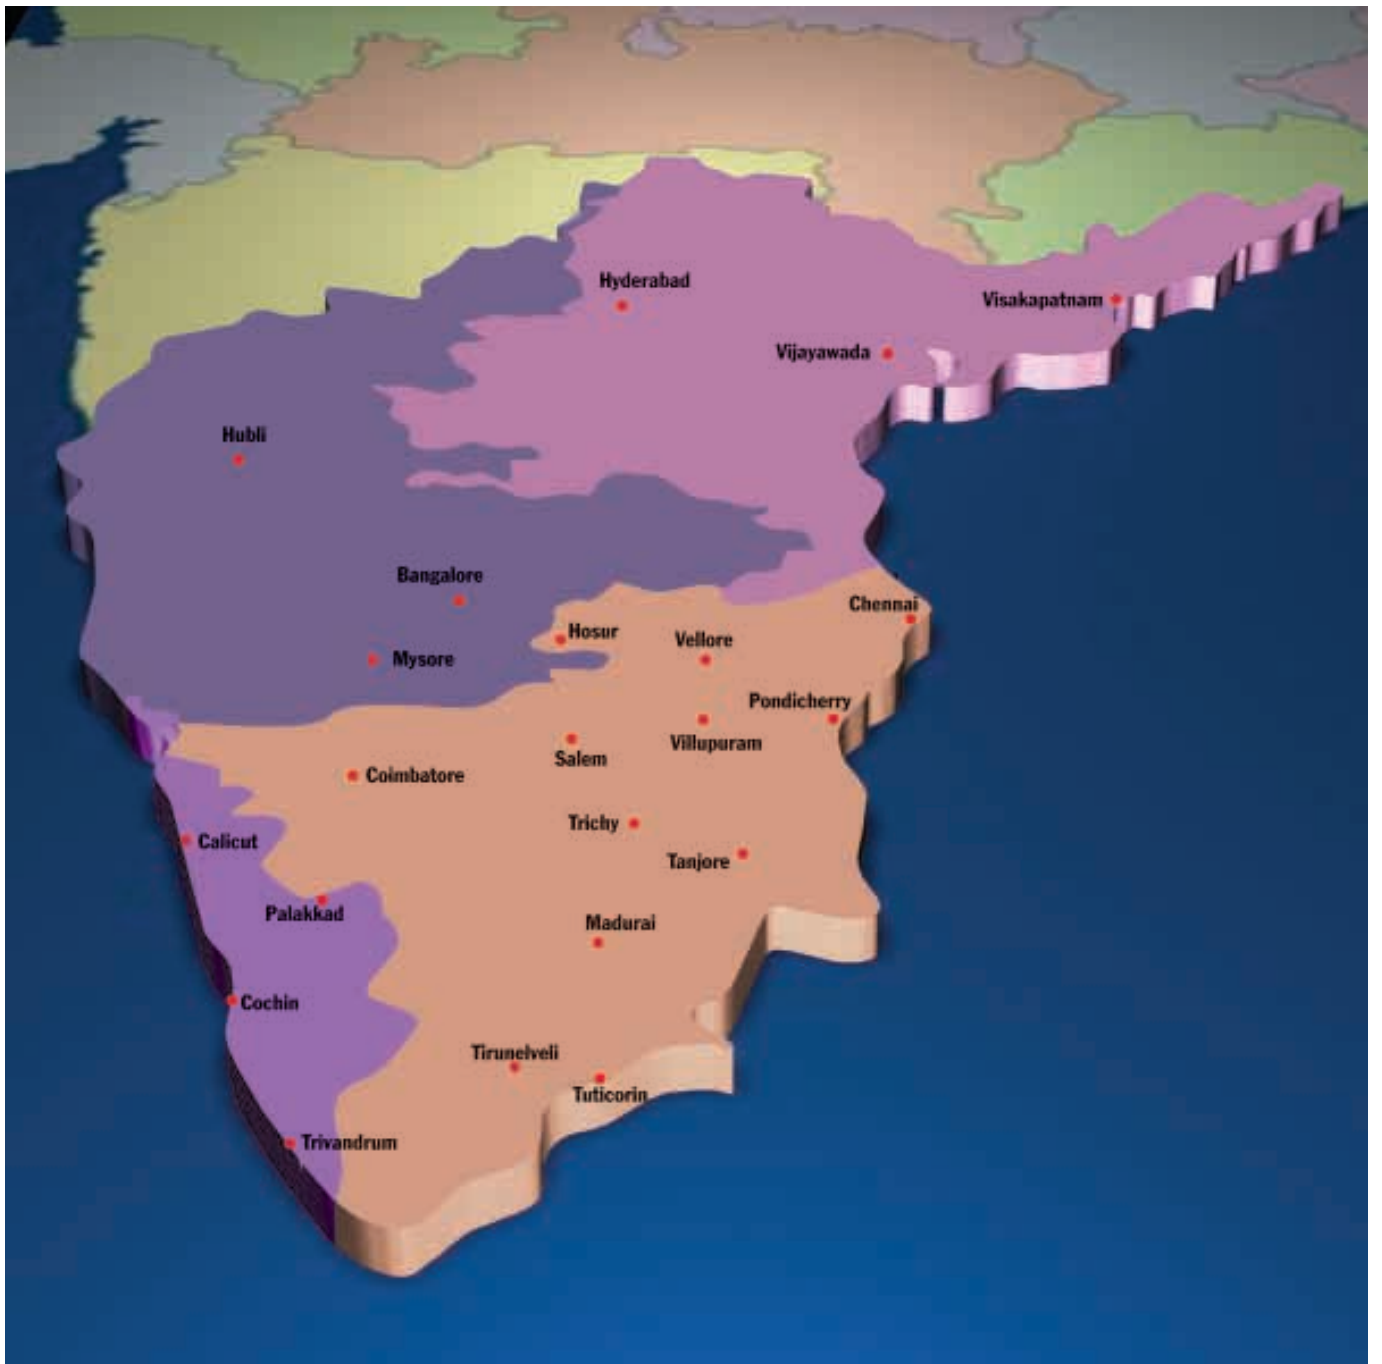 Hyderabad
Visakapatnam
Vijayawada
Hubli
Bangalore
Chennai
Hosur
Vellore
Mysore
Pondicherry
Villupuram
Salem
Coimbatore
Trichy
Calicut
Tanjore
Palakkad
Madurai
Cochin
Tirunelveli
Tuticorin
Trivandrum